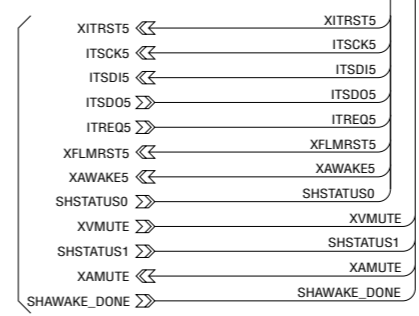 XITRST5 XITRST5
ITSCK5 ITSCK5
ITSDI5 ITSDI5
ITSDO5 ITSDO5
ITREQ5 ITREQ5
XFLMRST5 XFLMRST5
XAWAKE5 XAWAKE5
SHSTATUS0 SHSTATUS0
XVMUTE XVMUTE
SHSTATUS1 SHSTATUS1
XAMUTE XAMUTE
SHAWAKE_DONE SHAWAKE_DONE